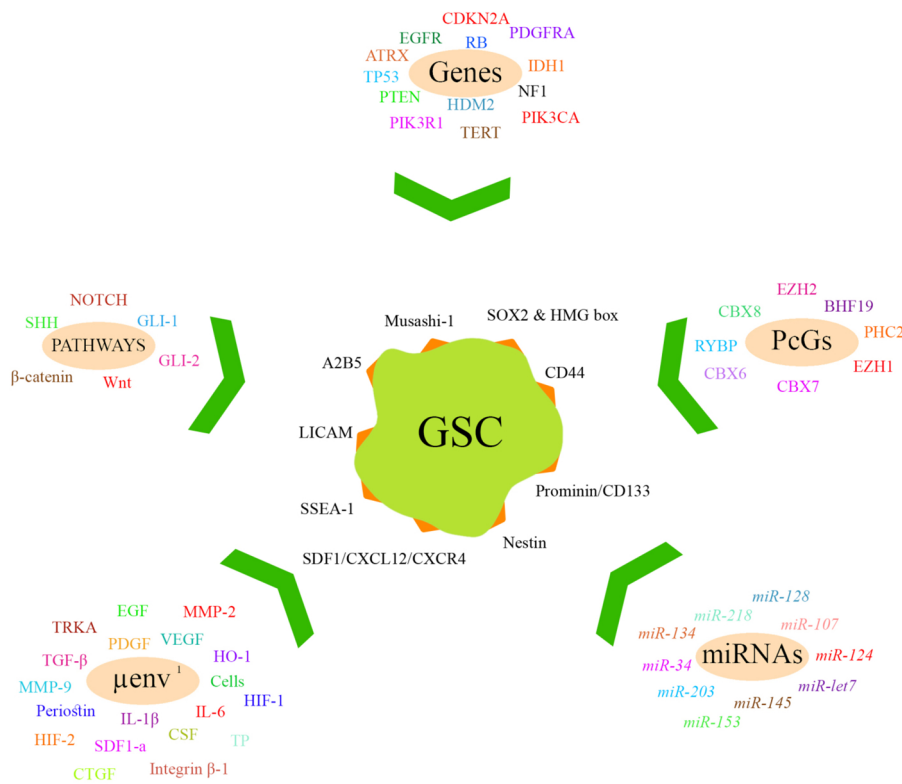 CDKN2A
EGFR
RB
PDGFRA
ATRX
IDH1
Genes
TP53
NF1
PTEN
HDM2
PIK3R1
PIK3CA
TERT
NOTCH
SHH
GLI-1
PATHWAYS
GLI-2
β-catenin
Wnt
Musashi-1
SOX2 & HMG box
A2B5
CD44
LICAM
GSC
Prominin/CD133
SSEA-1
Nestin
SDF1/CXCL12/CXCR4
EZH2
CBX8
BHF19
PHC2
RYBP
PcGs
EZH1
CBX6
CBX7
EGF
MMP-2
TRKA
PDGF
VEGF
TGF-β
HO-1
µenv 1
MMP-9
Cells
Periostin
IL-1β
IL-6
HIF-1
HIF-2
SDF1-a
CSF
TP
CTGF
Integrin β-1
miR-128
miR-218
miR-107
miR-134
miRNAs
miR-124
miR-34
miR-203
miR-let7
miR-145
miR-153